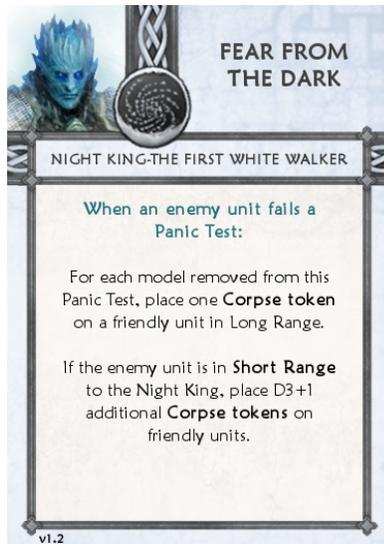 FEAR FROM
THE DARK
NIGHT KING-THE FIRST WHITE WALKER
When an enemy unit fails a
Panic Test:
For each model removed from this
Panic Test, place one Corpse token
on a friendly unit in Long Range.
If the enemy unit is in Short Range
to the Night King, place D3+1
additional Corpse tokens on
friendly units.
v1.2